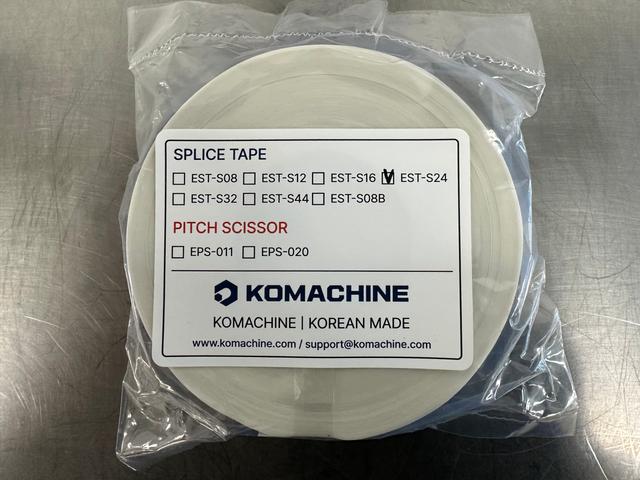 SPLICE TAPE
☐ EST-S08 ☐ EST-S12 ☐ EST-S16 ☑ EST-S24
☐ EST-S32 ☐ EST-S44 ☐ EST-S08B
PITCH SCISSOR
☐ EPS-011 ☐ EPS-020
KOMACHINE
KOMACHINE | KOREAN MADE
www.komachine.com / support@komachine.com